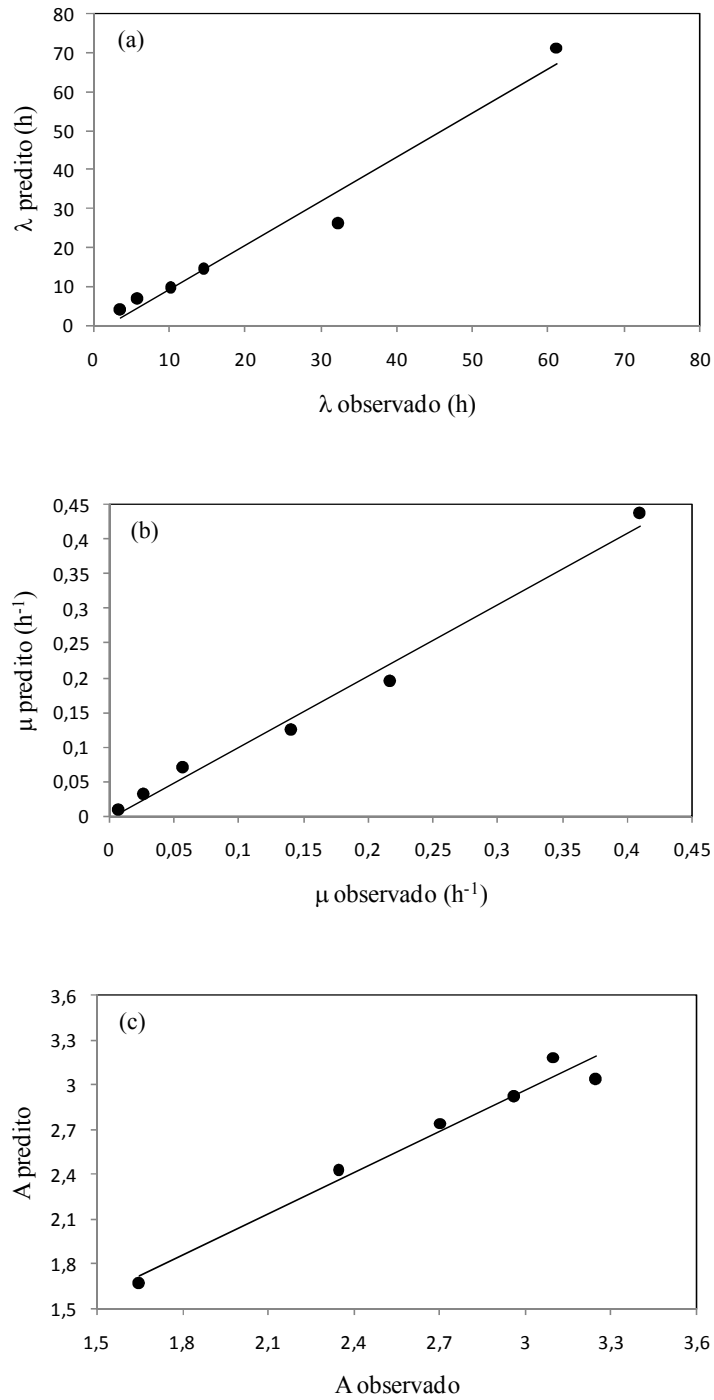 (a)
λ predito (h)
80
70
60
50
40
30
20
10
0
0 10 20 30 40 50 60 70 80
λ observado (h)
(b)
μ predito (h⁻¹)
0,45
0,4
0,35
0,3
0,25
0,2
0,15
0,1
0,05
0
0 0,05 0,1 0,15 0,2 0,25 0,3 0,35 0,4 0,45
μ observado (h⁻¹)
(c)
A predito
3,6
3,3
3
2,7
2,4
2,1
1,8
1,5
1,5 1,8 2,1 2,4 2,7 3 3,3 3,6
A observado